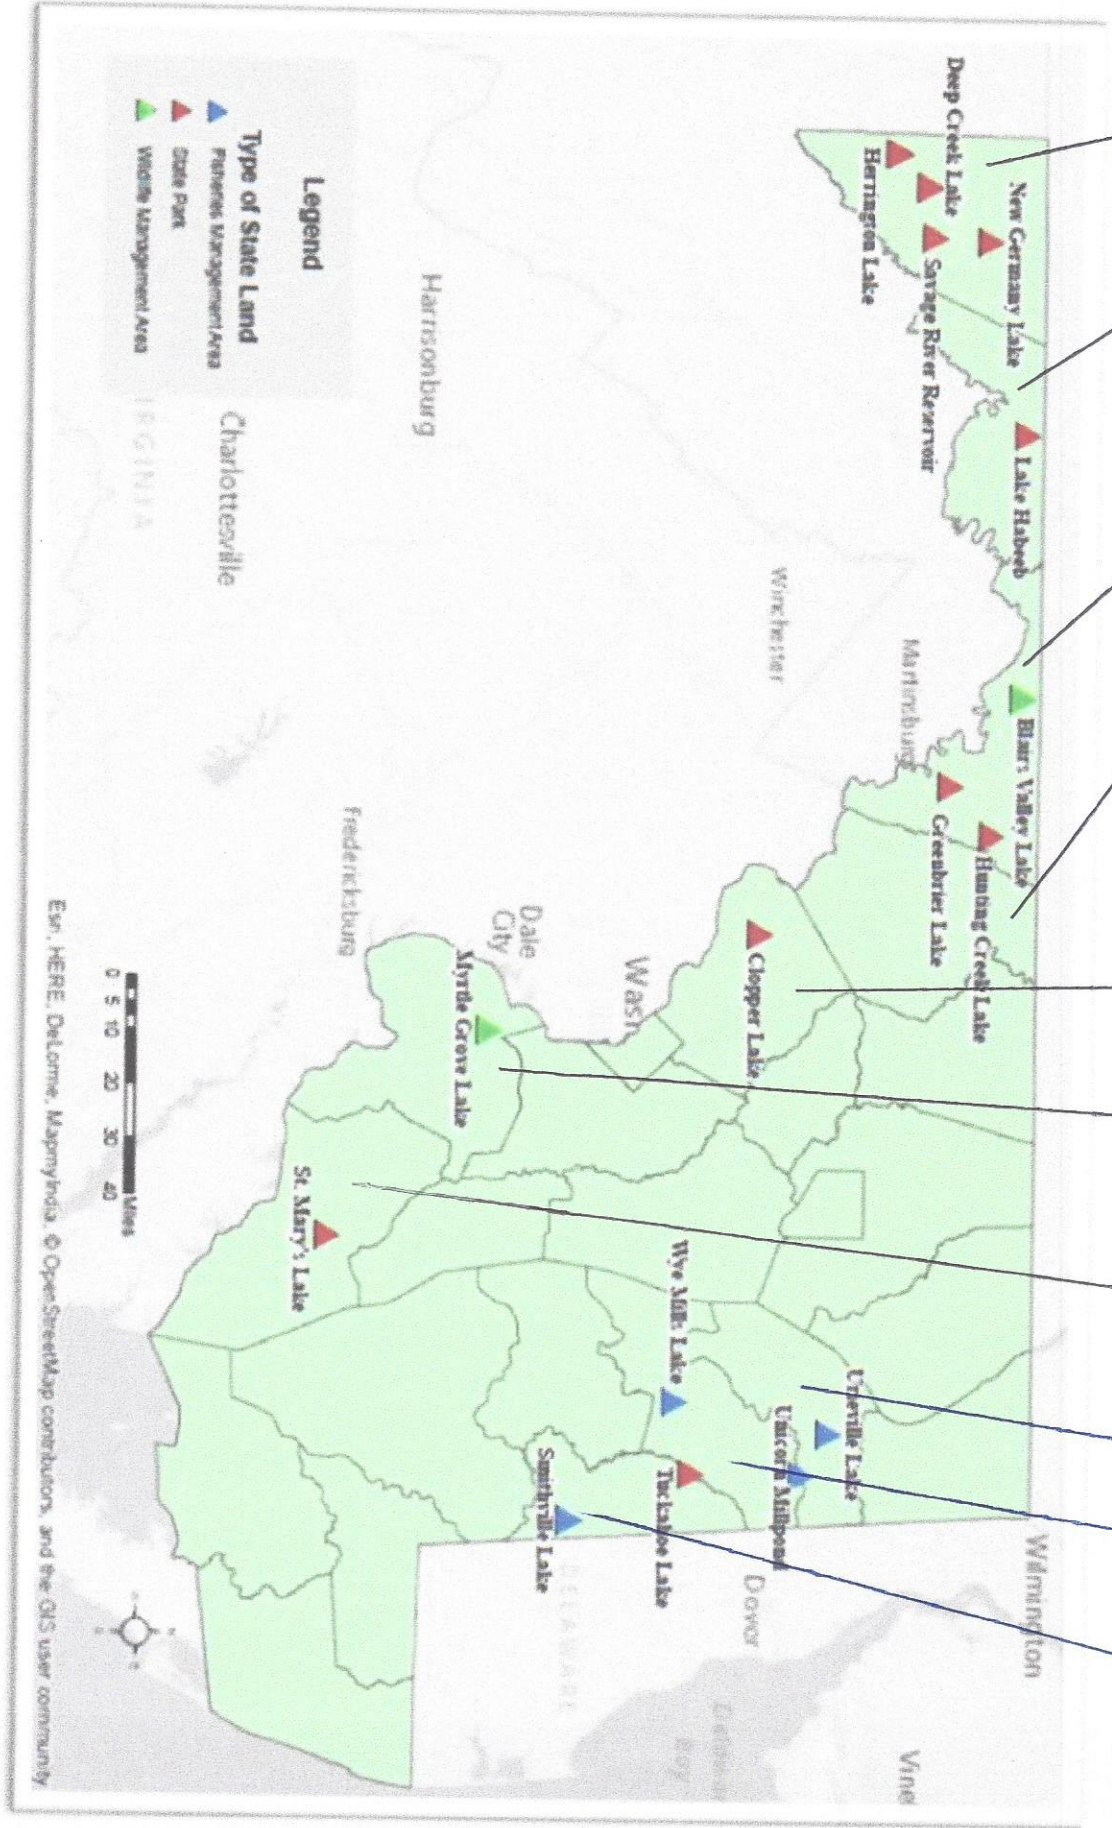 Deep Creek Lake
New Germany Lake
Herrington Lake
Savage River Reservoir
Lake Habeeb
Blairs Valley Lake
Hunting Creek Lake
Greenbrier Lake
Clopper Lake
Myrtle Grove Lake
St. Mary's Lake
Wye Mills Lake
Urieville Lake
Unicorn Millpond
Tuckahoe Lake
Smithville Lake
Wilmington
Vine
Dover
Delaware
Bay
DELAWARE
Martinsburg
Winchester
Wash
Dale
City
Fredericksburg
Harrisonburg
Charlottesville
IRGINIA
Legend
Type of State Land
Fisheries Management Area
State Park
Wildlife Management Area
0 5 10 20 30 40
Miles
Esri, HERE, DeLorme, MapmyIndia, © OpenStreetMap contributors, and the GIS user community